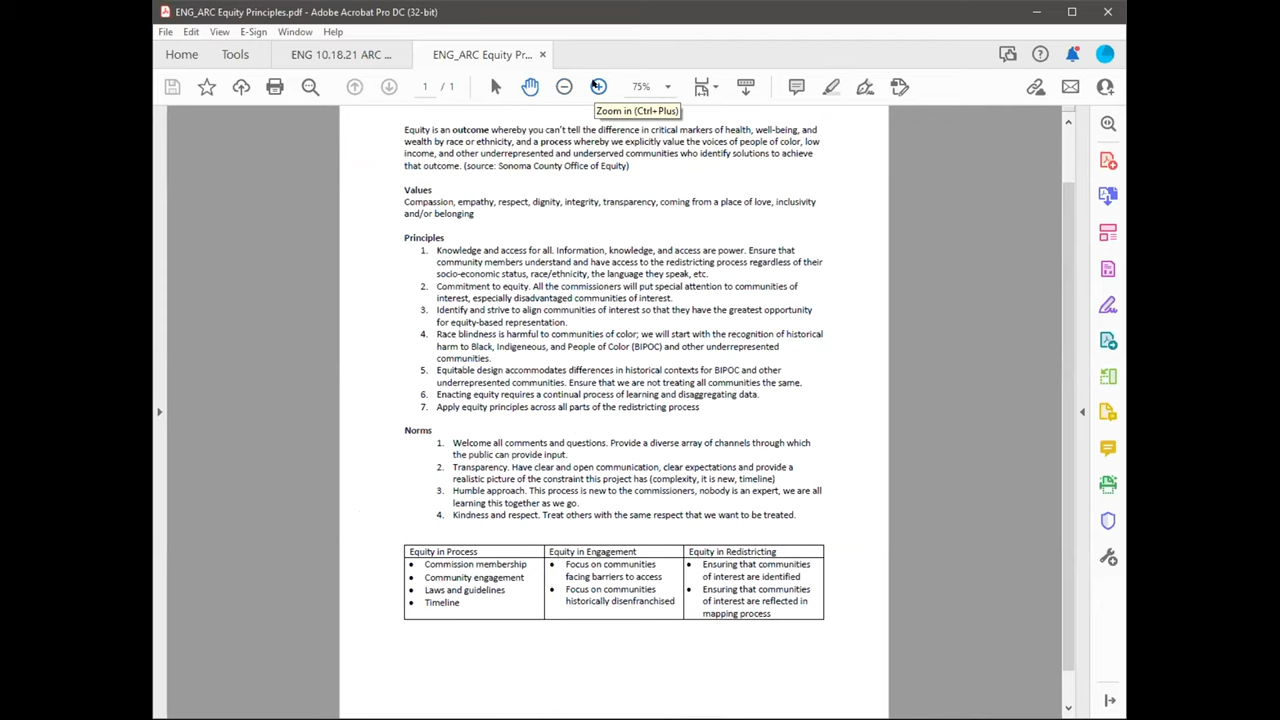 ENG_ARC Equity Principles.pdf - Adobe Acrobat Pro DC (32-bit)
File Edit View E-Sign Window Help
Home Tools ENG 10.18.21 ARC ... ENG_ARC Equity Pr... ×
1 / 1 75%
Zoom in (Ctrl+Plus)
Equity is an outcome whereby you can't tell the difference in critical markers of health, well-being, and
wealth by race or ethnicity, and a process whereby we explicitly value the voices of people of color, low
income, and other underrepresented and underserved communities who identify solutions to achieve
that outcome. (source: Sonoma County Office of Equity)
Values
Compassion, empathy, respect, dignity, integrity, transparency, coming from a place of love, inclusivity
and/or belonging
Principles
1. Knowledge and access for all. Information, knowledge, and access are power. Ensure that
community members understand and have access to the redistricting process regardless of their
socio-economic status, race/ethnicity, the language they speak, etc.
2. Commitment to equity. All the commissioners will put special attention to communities of
interest, especially disadvantaged communities of interest.
3. Identify and strive to align communities of interest so that they have the greatest opportunity
for equity-based representation.
4. Race blindness is harmful to communities of color; we will start with the recognition of historical
harm to Black, Indigeneous, and People of Color (BIPOC) and other underrepresented
communities.
5. Equitable design accommodates differences in historical contexts for BIPOC and other
underrepresented communities. Ensure that we are not treating all communities the same.
6. Enacting equity requires a continual process of learning and disaggregating data.
7. Apply equity principles across all parts of the redistricting process
Norms
1. Welcome all comments and questions. Provide a diverse array of channels through which
the public can provide input.
2. Transparency. Have clear and open communication, clear expectations and provide a
realistic picture of the constraint this project has (complexity, it is new, timeline)
3. Humble approach. This process is new to the commissioners, nobody is an expert, we are all
learning this together as we go.
4. Kindness and respect. Treat others with the same respect that we want to be treated.
Equity in Process
• Commission membership
• Community engagement
• Laws and guidelines
• Timeline
Equity in Engagement
• Focus on communities
facing barriers to access
• Focus on communities
historically disenfranchised
Equity in Redistricting
• Ensuring that communities
of interest are identified
• Ensuring that communities
of interest are reflected in
mapping process